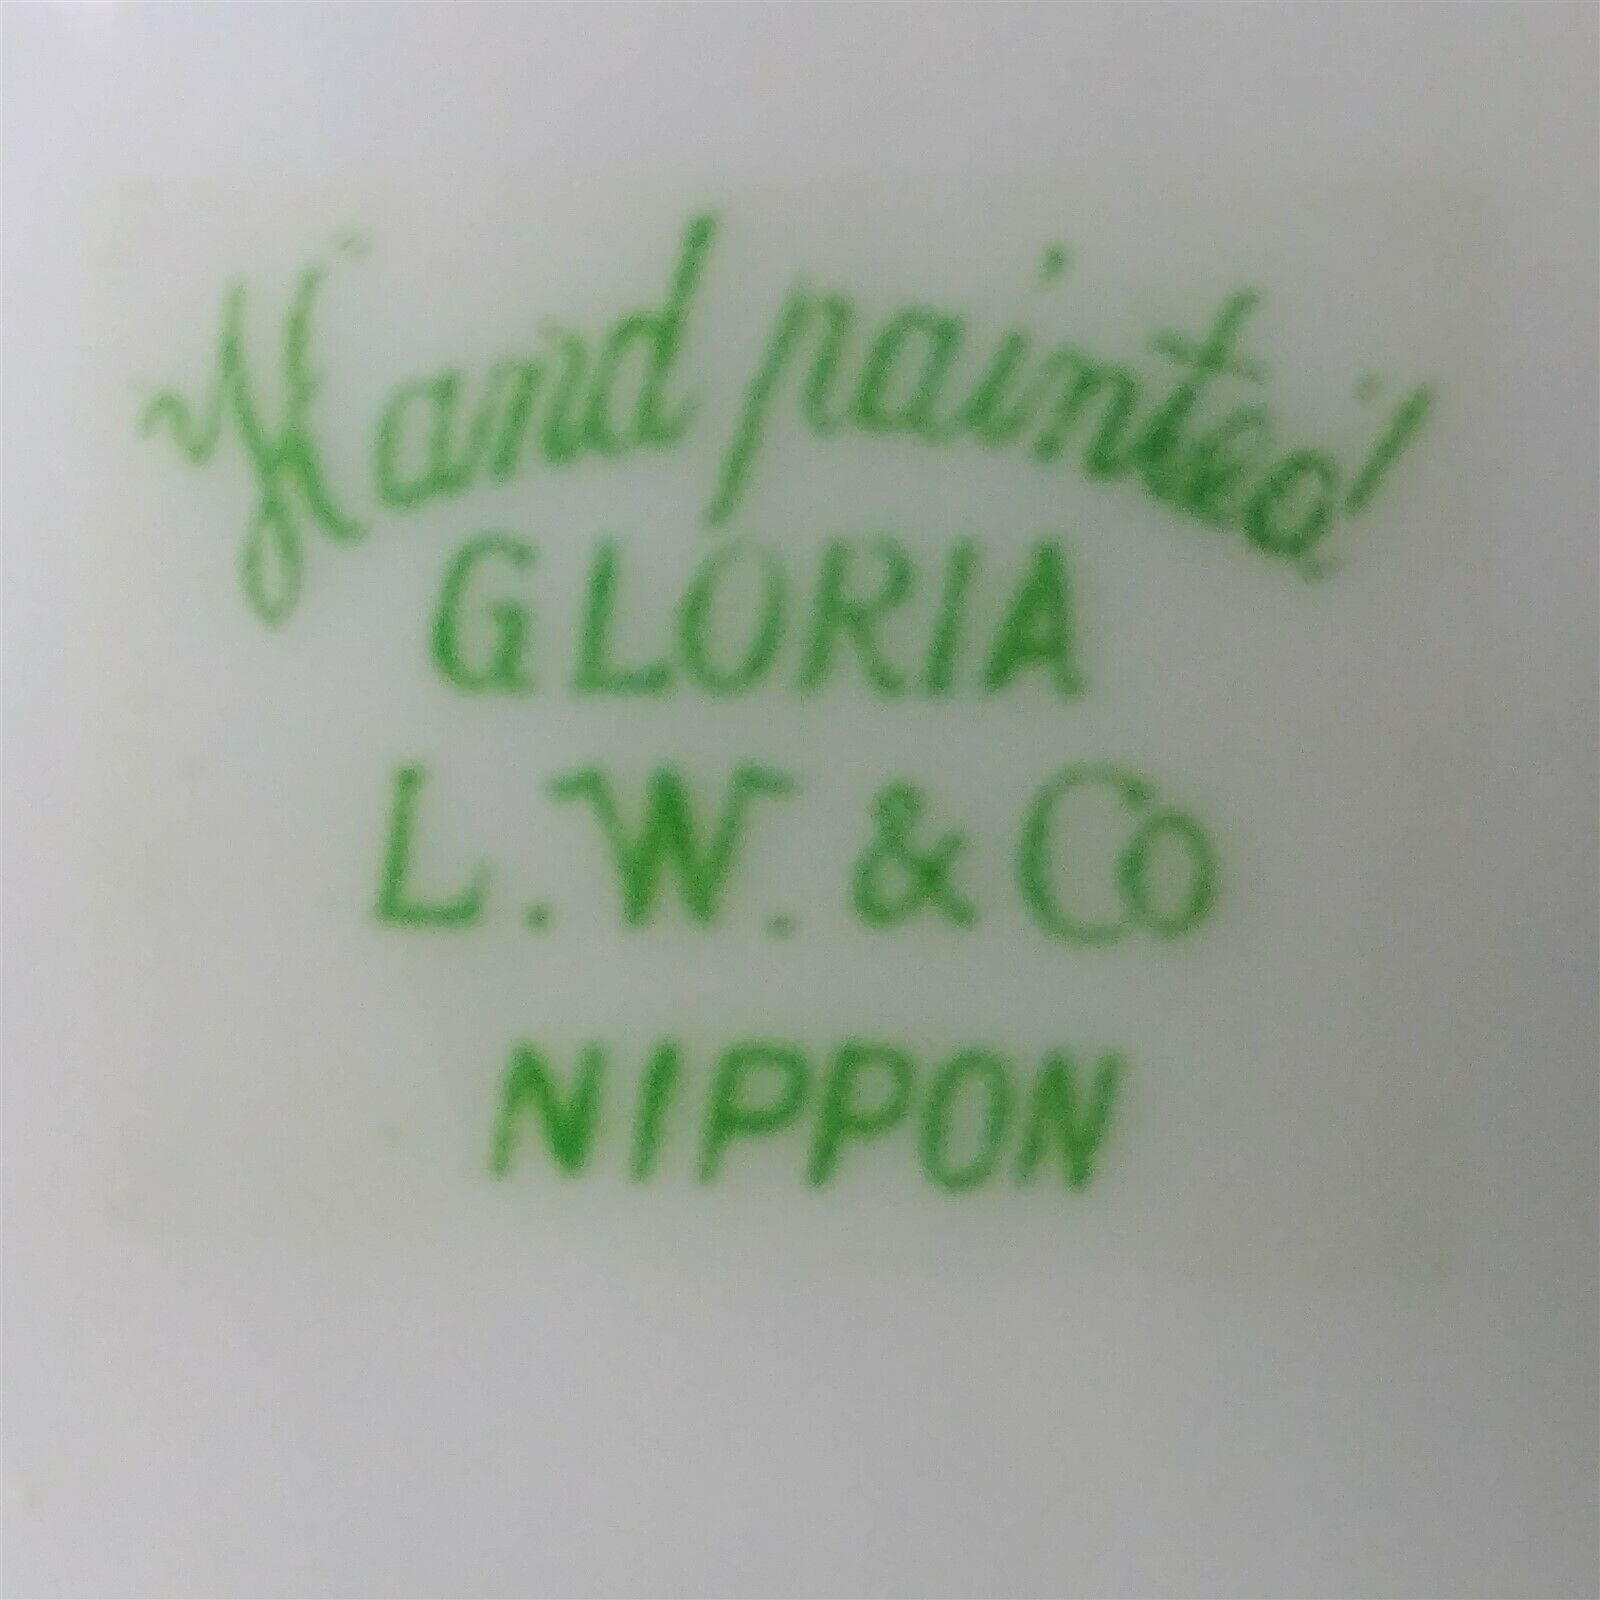 Hand painted
GLORIA
L.W. & Co
NIPPON